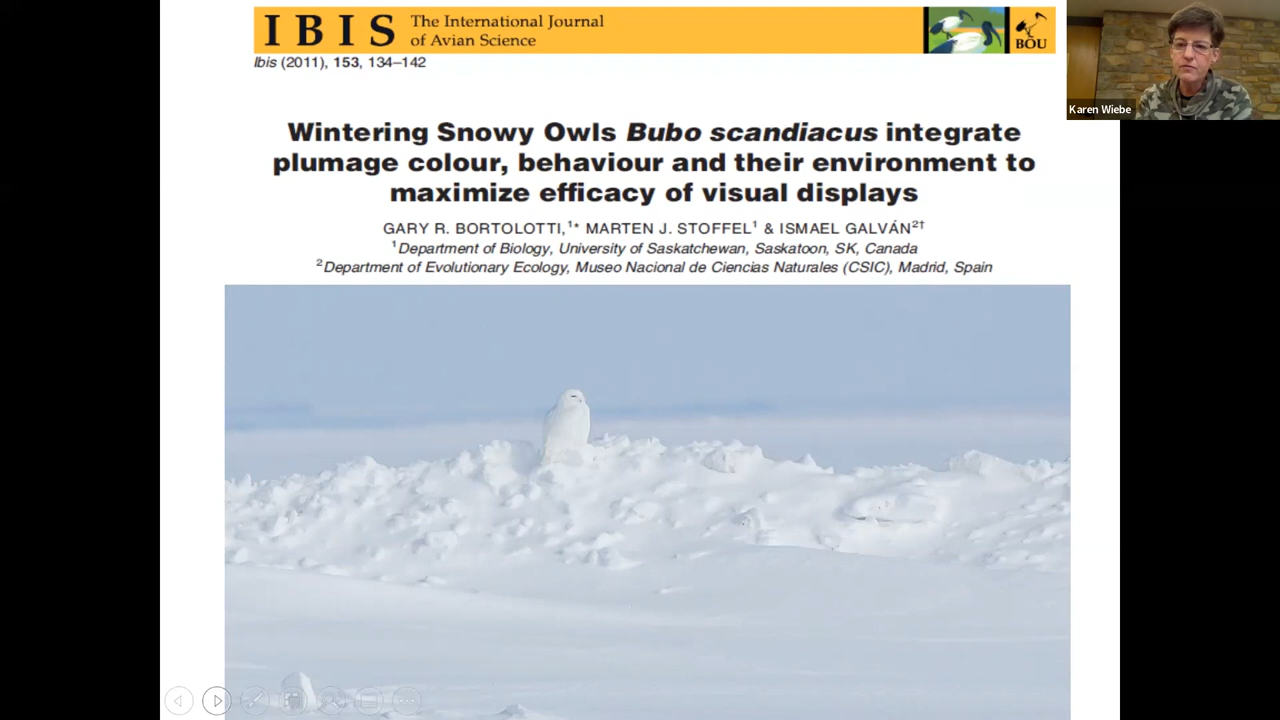 IBIS
The International Journal
of Avian Science
BOU
Ibis (2011), 153, 134–142
Karen Wiebe
Wintering Snowy Owls Bubo scandiacus integrate
plumage colour, behaviour and their environment to
maximize efficacy of visual displays
GARY R. BORTOLOTTI,1* MARTEN J. STOFFEL1 & ISMAEL GALVÁN2†
1Department of Biology, University of Saskatchewan, Saskatoon, SK, Canada
2Department of Evolutionary Ecology, Museo Nacional de Ciencias Naturales (CSIC), Madrid, Spain